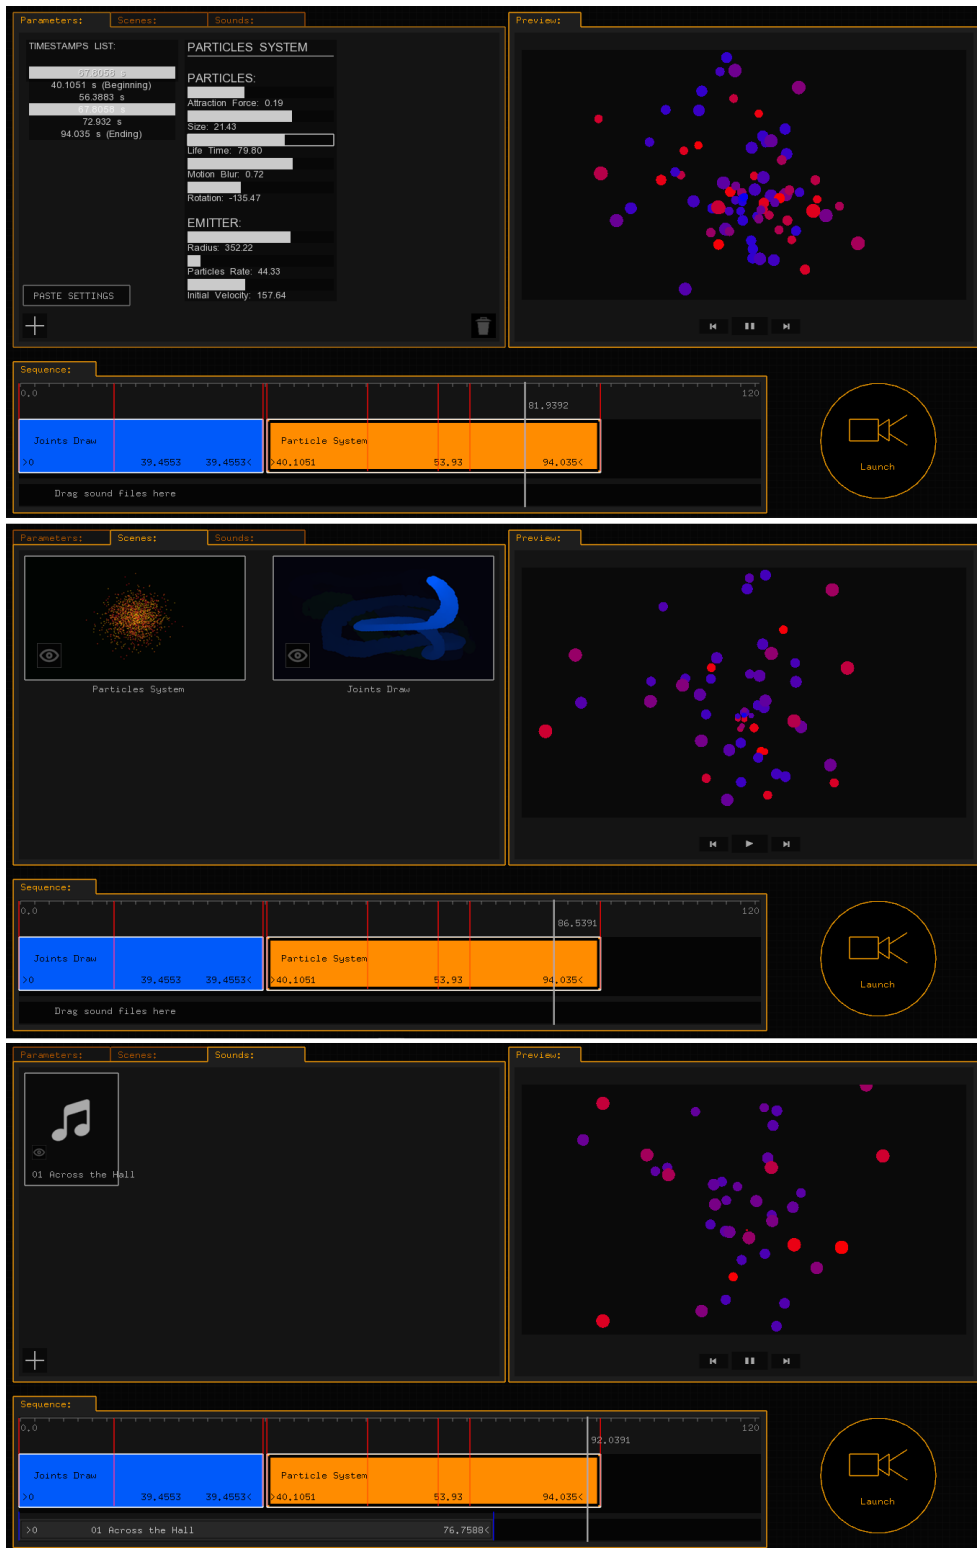 Parameters: Scenes: Sounds: Preview:
TIMESTAMPS LIST:
67.6058 s
40.1051 s (Beginning)
56.3883 s
67.6058 s
72.932 s
94.035 s (Ending)
PASTE SETTINGS
PARTICLES SYSTEM
PARTICLES:
Attraction Force: 0.19
Size: 21.43
Life Time: 79.80
Motion Blur: 0.72
Rotation: -135.47
EMITTER:
Radius: 352.22
Particles Rate: 44.33
Initial Velocity: 157.64
Sequence:
0.0 120
81.9392
Joints Draw Particle System
>0 39.4553 39.4553< >40.1051 53.93 94.035<
Drag sound files here
Launch
Parameters: Scenes: Sounds: Preview:
Particles System Joints Draw
Sequence:
0.0 120
86.5391
Joints Draw Particle System
>0 39.4553 39.4553< >40.1051 53.93 94.035<
Drag sound files here
Launch
Parameters: Scenes: Sounds: Preview:
01 Across the Hall
Sequence:
0.0 120
92.0391
Joints Draw Particle System
>0 39.4553 39.4553< >40.1051 53.93 94.035<
>0 01 Across the Hall 76.7588<
Launch